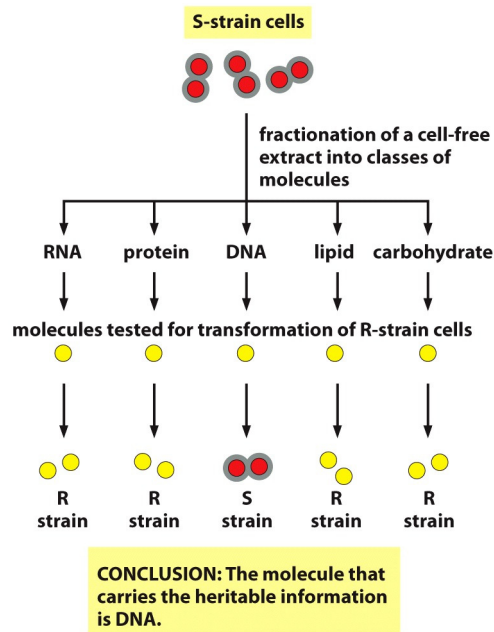 S-strain cells
fractionation of a cell-free
extract into classes of
molecules
RNA protein DNA lipid carbohydrate
molecules tested for transformation of R-strain cells
R R S R R
strain strain strain strain strain
CONCLUSION: The molecule that
carries the heritable information
is DNA.